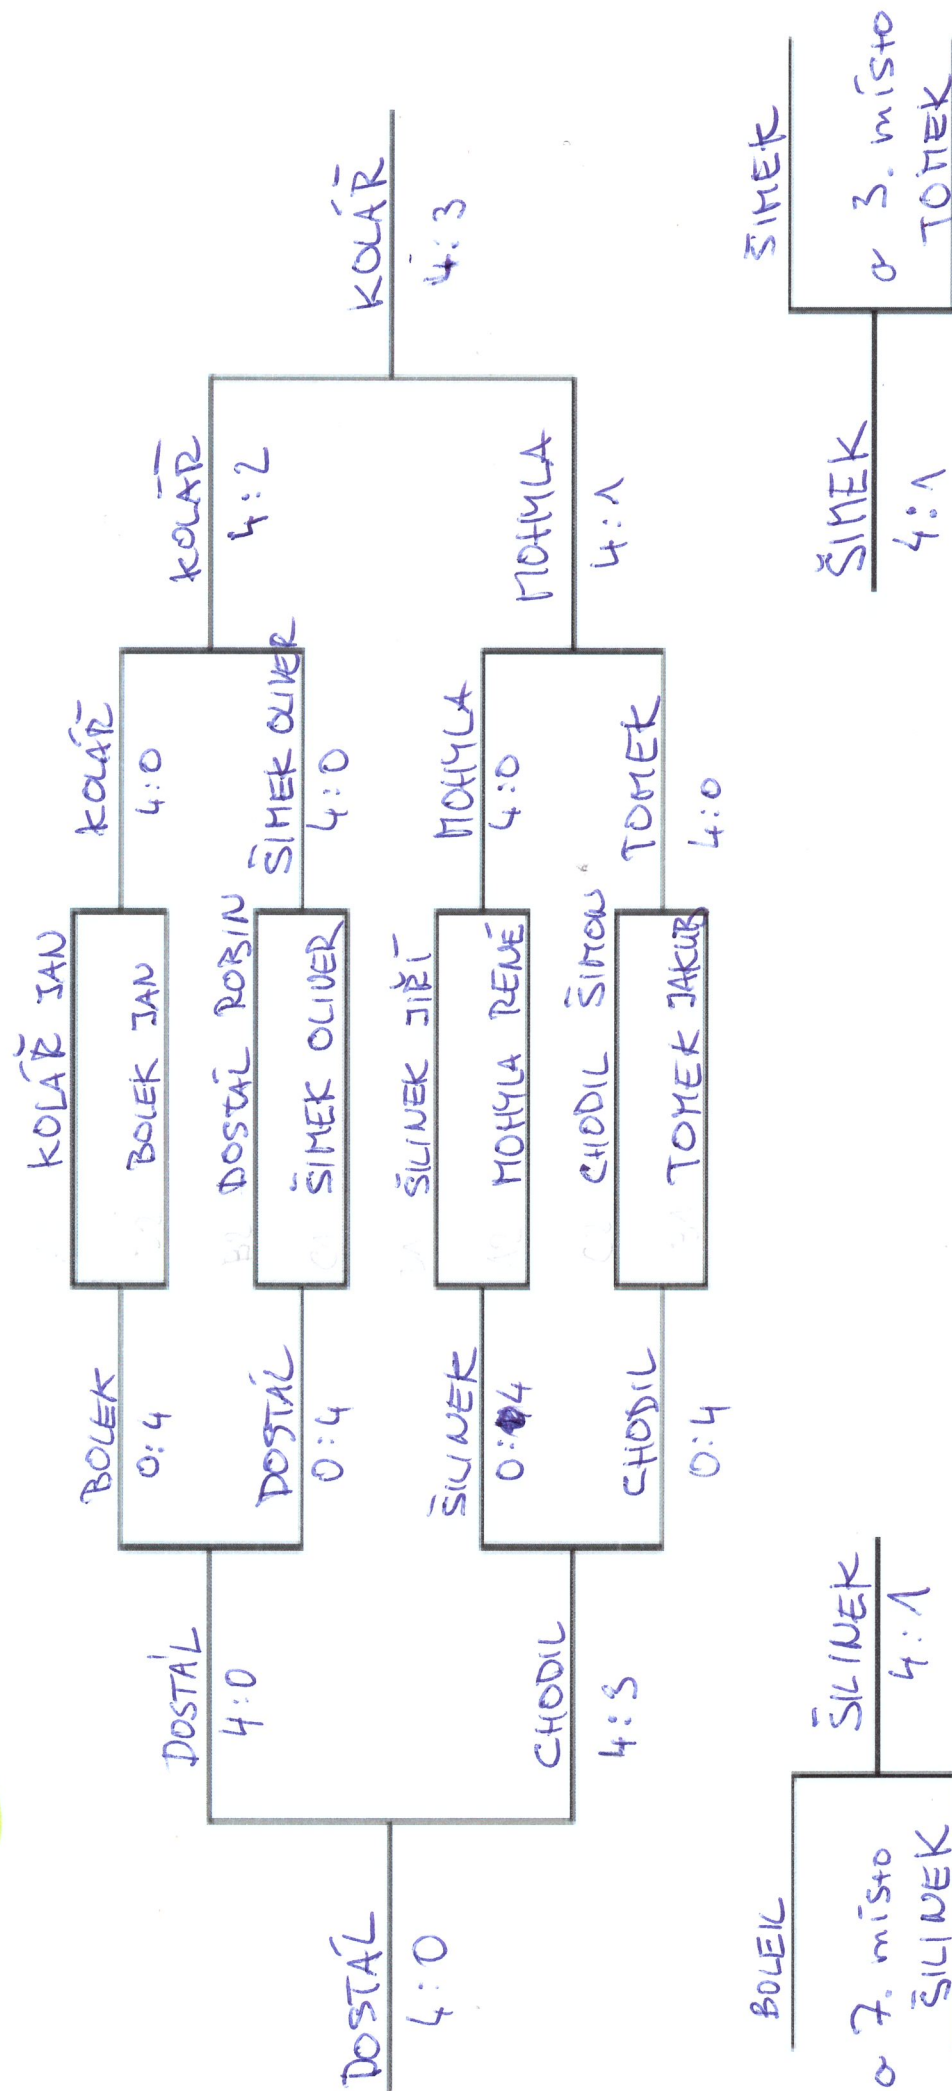 KOLÁŘ JAN
BOLEK JAN
DOSTÁL ROBIN
ŠIMEK OLIVER
ŠILINEK JIŘÍ
MOHYLA RENÉ
CHODIL ŠIMON
TOMEK JAKUB
KOLÁŘ
4:0
ŠIMEK OLIVER
4:0
MOHYLA
4:0
TOMEK
4:0
KOLÁŘ
4:2
MOHYLA
4:1
KOLÁŘ
4:3
BOLEK
0:4
DOSTÁL
0:4
ŠILINEK
0:4
CHODIL
0:4
DOSTÁL
4:0
CHODIL
4:3
DOSTÁL
4:0
BOLEK
o 7. místo
ŠILINEK
ŠILINEK
4:1
ŠIMEK
4:1
ŠIMEK
o 3. místo
TOMEK